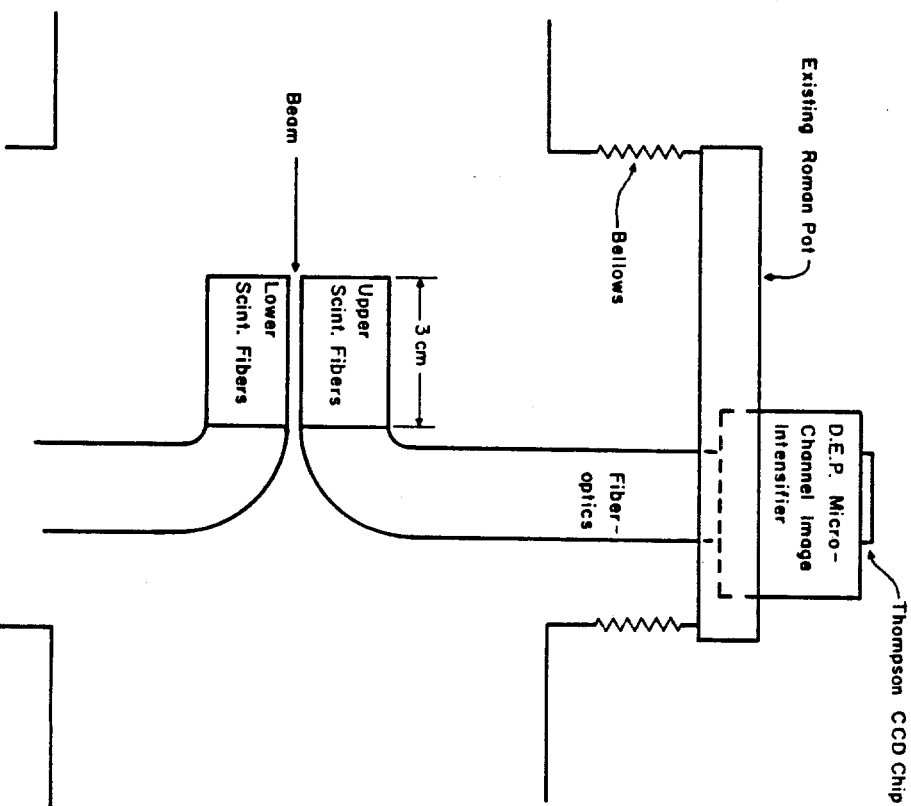 Thompson CCD Chip
D.E.P. Micro-
Channel Image
Intensifier
Existing Roman Pot
Bellows
Fiber-
optics
3 cm
Upper
Scint. Fibers
Beam
Lower
Scint. Fibers